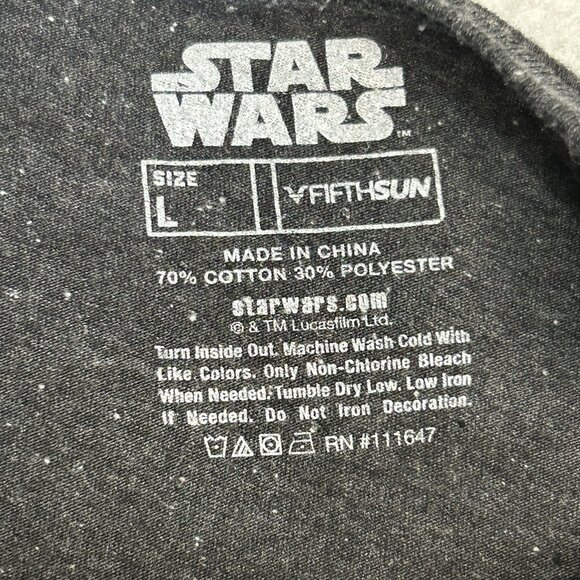 STAR
WARS™
SIZE
L
FIFTHSUN
MADE IN CHINA
70% COTTON 30% POLYESTER
starwars.com
© & TM Lucasfilm Ltd.
Turn Inside Out. Machine Wash Cold With
Like Colors. Only Non-Chlorine Bleach
When Needed. Tumble Dry Low. Low Iron
If Needed. Do Not Iron Decoration.
RN #111647